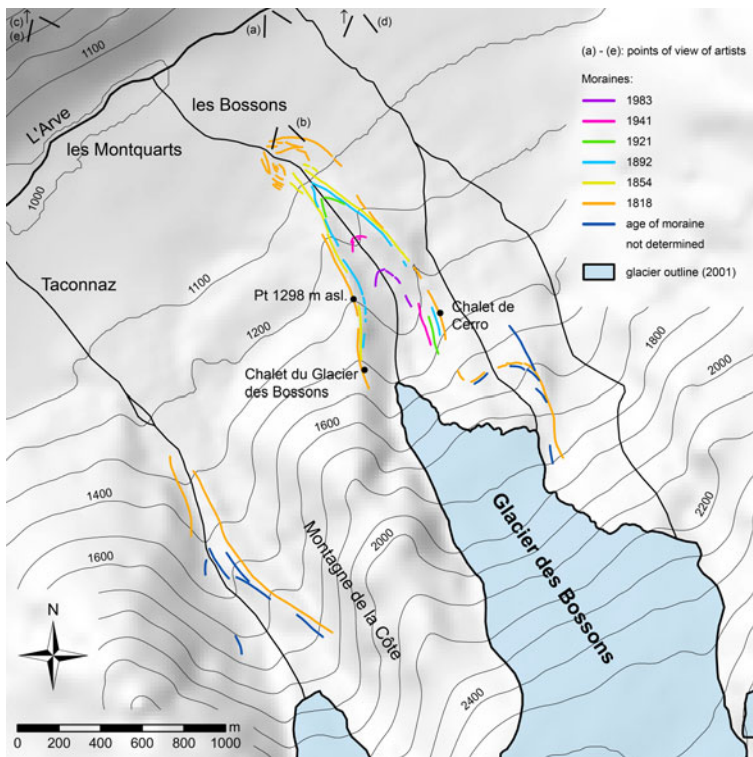 (c)
(e)
(a)
(d)
(a) - (e): points of view of artists
1100
Moraines:
1983
1941
1921
1892
1854
1818
age of moraine
not determined
glacier outline (2001)
L'Arve
les Bossons
(b)
les Montquarts
1000
Taconnaz
1100
Pt 1298 m asl.
1200
Chalet de
Cerro
Chalet du Glacier
des Bossons
1800
2000
1600
2200
1400
1600
2000
Montagne de la Côte
Glacier des Bossons
2400
N
m
0 200 400 600 800 1000